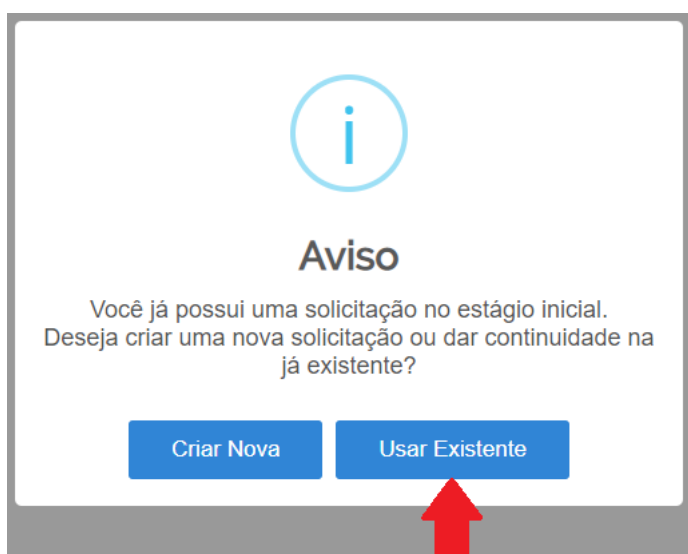 Aviso
Você já possui uma solicitação no estágio inicial.
Deseja criar uma nova solicitação ou dar continuidade na
já existente?
Criar Nova
Usar Existente